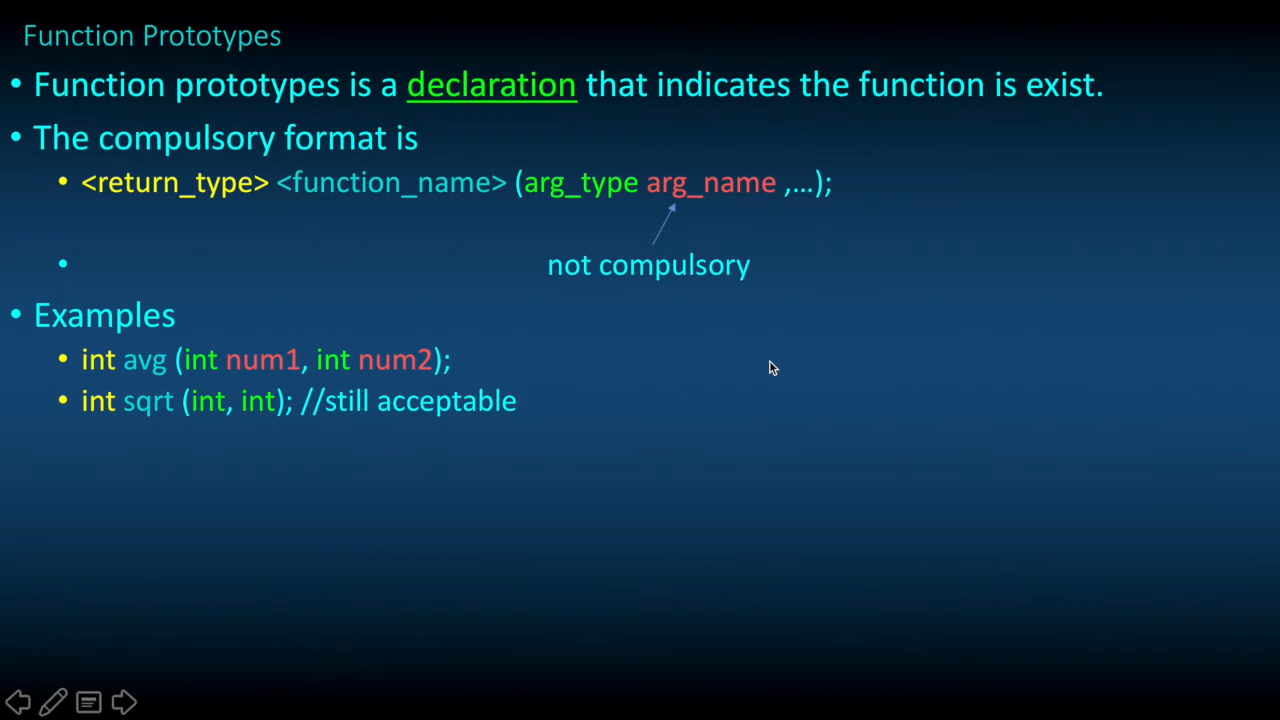 Function Prototypes
• Function prototypes is a declaration that indicates the function is exist.
• The compulsory format is
• <return_type> <function_name> (arg_type arg_name ,...);
• not compulsory
• Examples
• int avg (int num1, int num2);
• int sqrt (int, int); //still acceptable